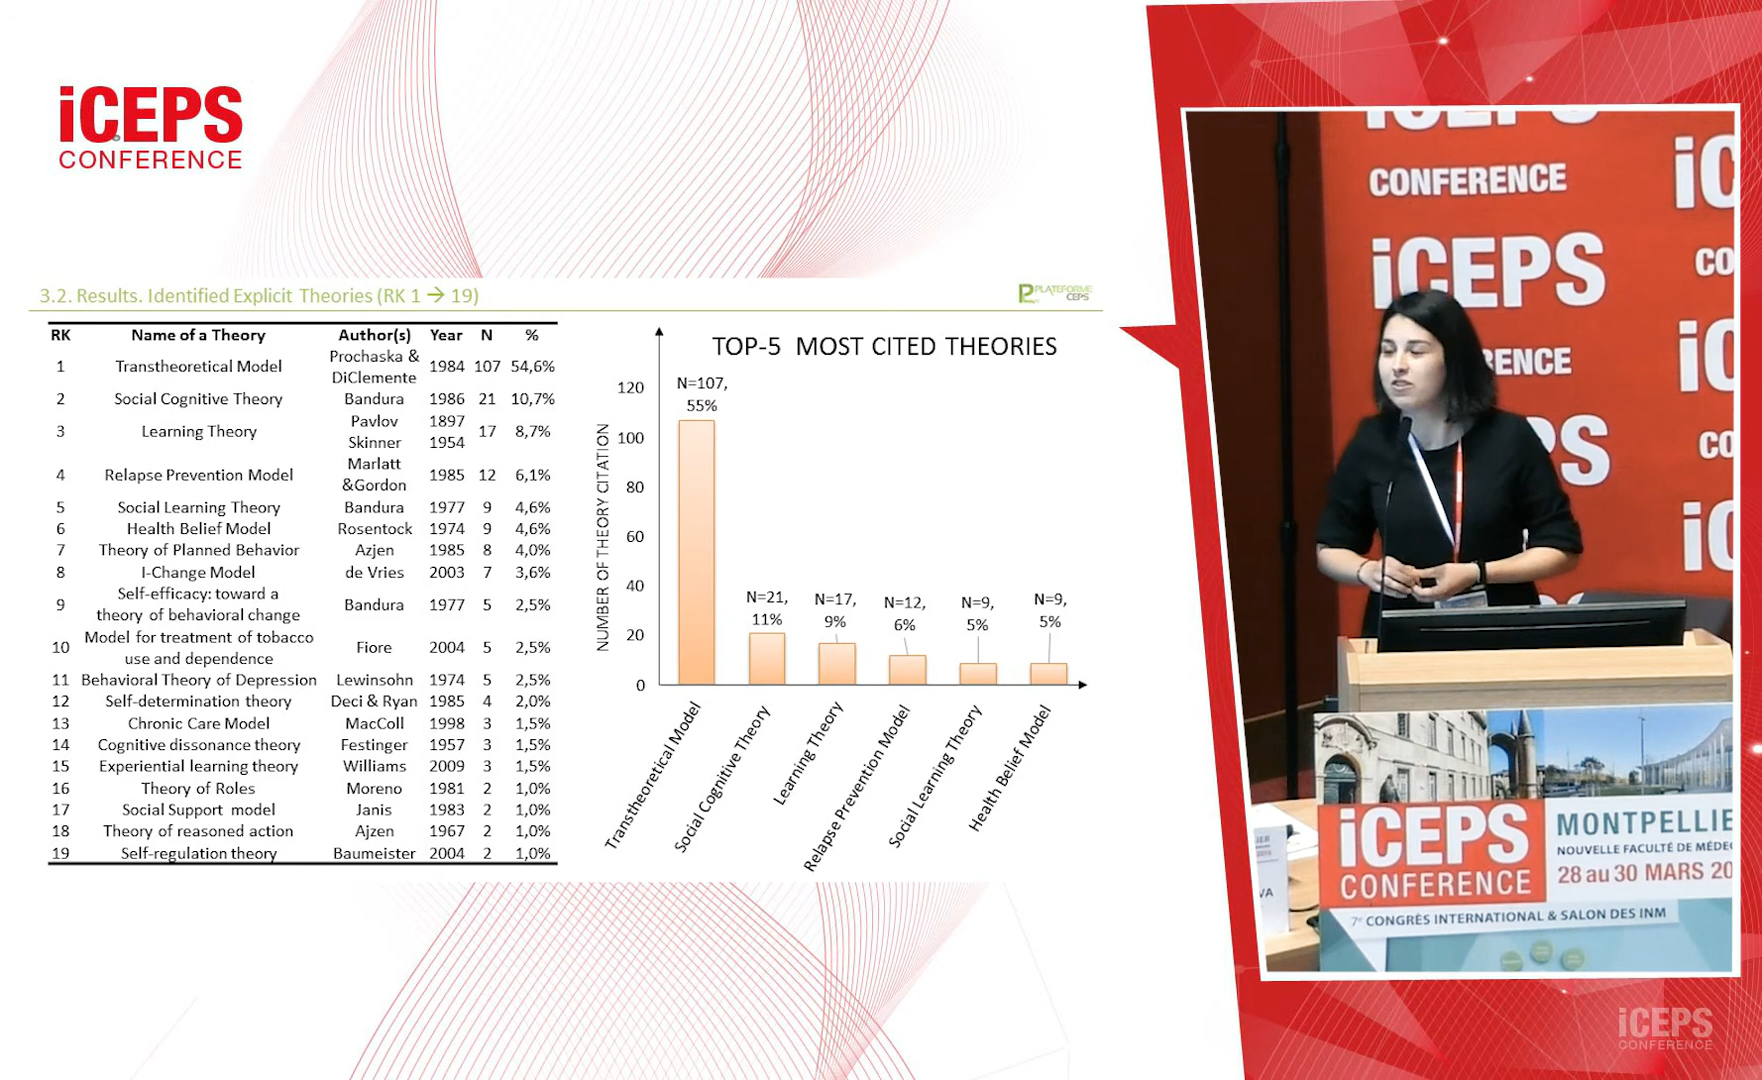 iCEPS
CONFERENCE
3.2. Results. Identified Explicit Theories (RK 1 → 19)
PLATEFORME
CEPS
RK Name of a Theory Author(s) Year N %
1 Transtheoretical Model Prochaska & DiClemente 1984 107 54,6%
2 Social Cognitive Theory Bandura 1986 21 10,7%
3 Learning Theory Pavlov 1897 Skinner 1954 17 8,7%
4 Relapse Prevention Model Marlatt &Gordon 1985 12 6,1%
5 Social Learning Theory Bandura 1977 9 4,6%
6 Health Belief Model Rosentock 1974 9 4,6%
7 Theory of Planned Behavior Azjen 1985 8 4,0%
8 I-Change Model de Vries 2003 7 3,6%
9 Self-efficacy: toward a theory of behavioral change Bandura 1977 5 2,5%
10 Model for treatment of tobacco use and dependence Fiore 2004 5 2,5%
11 Behavioral Theory of Depression Lewinsohn 1974 5 2,5%
12 Self-determination theory Deci & Ryan 1985 4 2,0%
13 Chronic Care Model MacColl 1998 3 1,5%
14 Cognitive dissonance theory Festinger 1957 3 1,5%
15 Experiential learning theory Williams 2009 3 1,5%
16 Theory of Roles Moreno 1981 2 1,0%
17 Social Support model Janis 1983 2 1,0%
18 Theory of reasoned action Ajzen 1967 2 1,0%
19 Self-regulation theory Baumeister 2004 2 1,0%
TOP-5 MOST CITED THEORIES
NUMBER OF THEORY CITATION
120
100
80
60
40
20
0
N=107,
55%
N=21,
11%
N=17,
9%
N=12,
6%
N=9,
5%
N=9,
5%
Transtheoretical Model
Social Cognitive Theory
Learning Theory
Relapse Prevention Model
Social Learning Theory
Health Belief Model
iCEPS
CONFERENCE
iC
CO
iCEPS
ENCE
iC
CO
PS
iC
iCEPS
CONFERENCE
MONTPELLIE
NOUVELLE FACULTÉ DE MÉDE
28 au 30 MARS 20
7e CONGRÈS INTERNATIONAL & SALON DES INM
VA
iCEPS
CONFERENCE